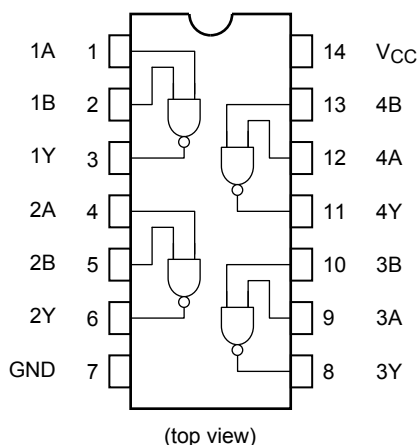 1A 1 14 VCC
1B 2 13 4B
1Y 3 12 4A
2A 4 11 4Y
2B 5 10 3B
2Y 6 9 3A
GND 7 8 3Y
(top view)